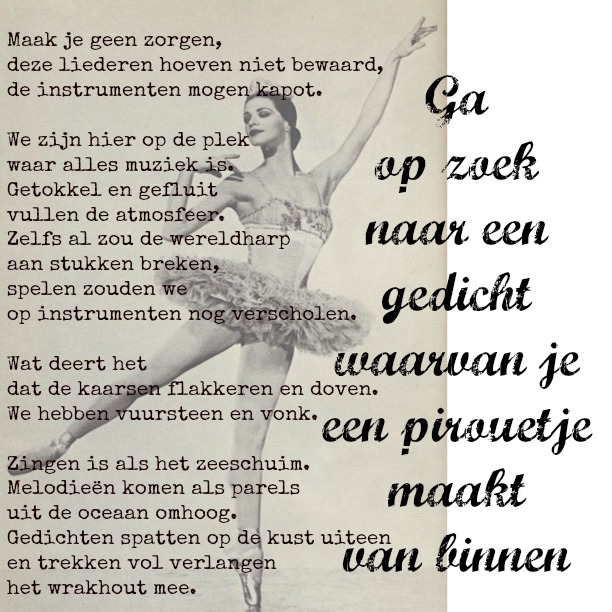 Maak je geen zorgen,
deze liederen hoeven niet bewaard,
de instrumenten mogen kapot.
We zijn hier op de plek
waar alles muziek is.
Getokkel en gefluit
vullen de atmosfeer.
Zelfs al zou de wereldharp
aan stukken breken,
spelen zouden we
op instrumenten nog verscholen.
Wat deert het
dat de kaarsen flakkeren en doven.
We hebben vuursteen en vonk.
Zingen is als het zeeschuim.
Melodieën komen als parels
uit de oceaan omhoog.
Gedichten spatten op de kust uiteen
en trekken vol verlangen
het wrakhout mee.
Ga
op zoek
naar een
gedicht
waarvan je
een pirouetje
maakt
van binnen